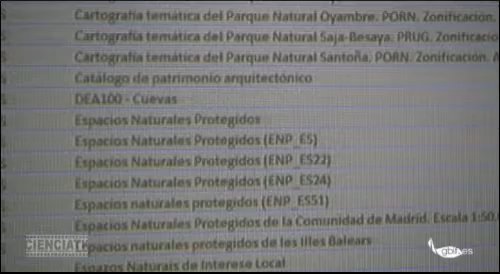 Cartografía temática del Parque Natural Oyambre. PORN. Zonificación.
Cartografía temática del Parque Natural Saja-Besaya. PRUG. Zonificació
Cartografía temática del Parque Natural Santoña. PORN. Zonificación. A
Catálogo de patrimonio arquitectónico
DEA100 - Cuevas
Espacios Naturales Protegidos
Espacios Naturales Protegidos (ENP_ES)
Espacios Naturales Protegidos (ENP_ES22)
Espacios Naturales Protegidos (ENP_ES24)
Espacios naturales protegidos (ENP_ES51)
Espacios Naturales Protegidos de la Comunidad de Madrid. Escala 1:50.
Espacios naturales protegidos de les Illes Balears
Espazos Naturais de Interese Local
CIENCIATK
gbif.es